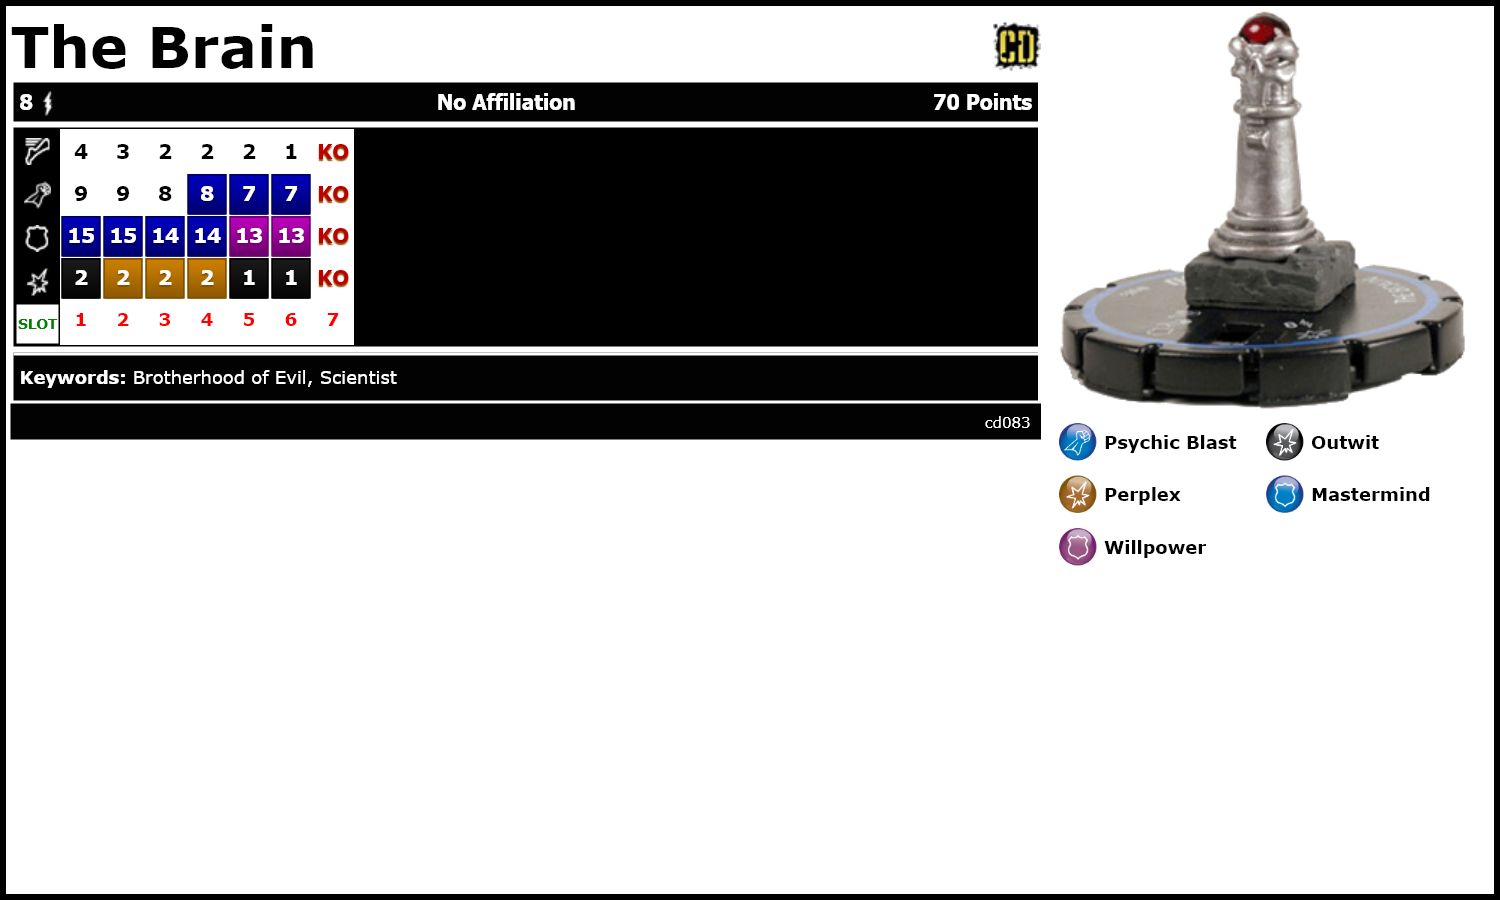 The Brain
CD
8 No Affiliation 70 Points
4 3 2 2 2 1 KO
9 9 8 8 7 7 KO
15 15 14 14 13 13 KO
2 2 2 2 1 1 KO
SLOT 1 2 3 4 5 6 7
Keywords: Brotherhood of Evil, Scientist
cd083
Psychic Blast
Outwit
Perplex
Mastermind
Willpower